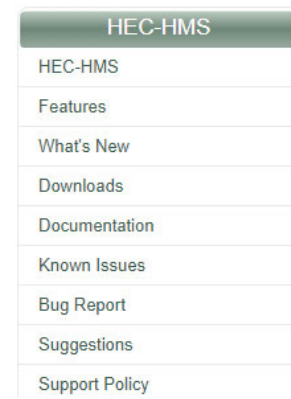 HEC-HMS
HEC-HMS
Features
What's New
Downloads
Documentation
Known Issues
Bug Report
Suggestions
Support Policy